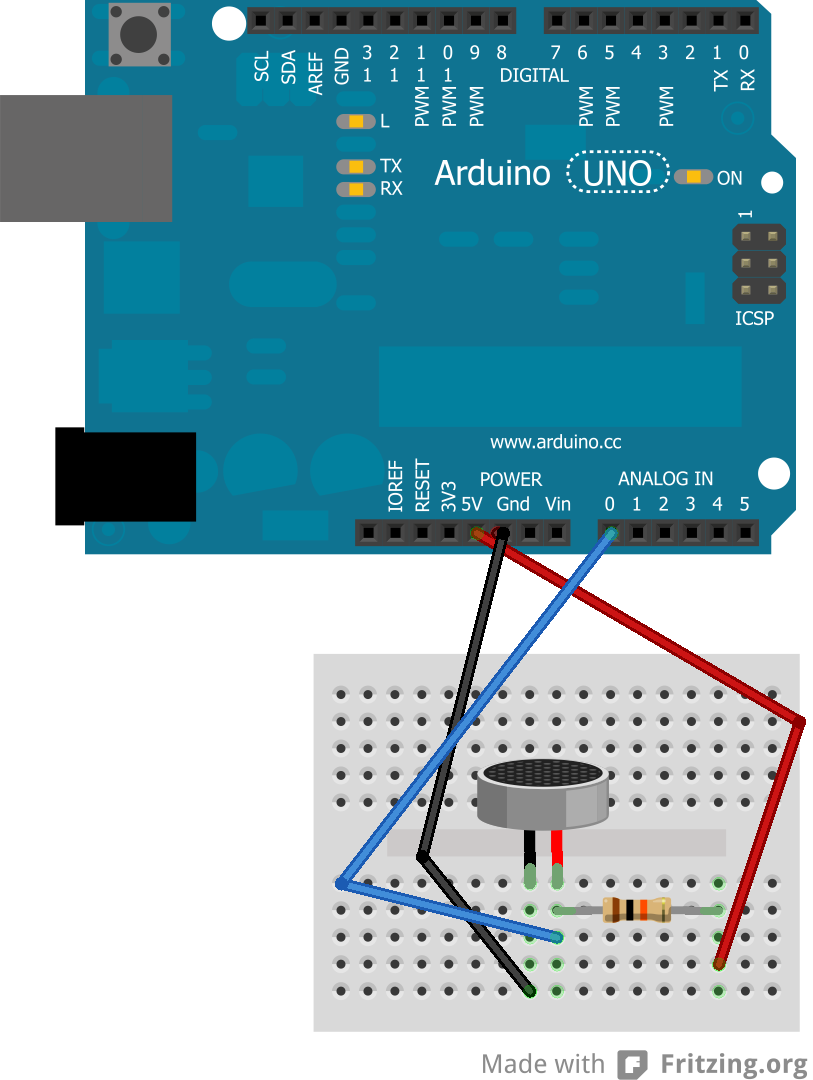 SCL SDA AREF GND 13 12 11 10 9 8 7 6 5 4 3 2 1 0
PWM PWM PWM PWM PWM PWM TX RX
DIGITAL
L
TX
RX
Arduino UNO ON
1
ICSP
www.arduino.cc
POWER ANALOG IN
IOREF RESET 3V3 5V Gnd Vin 0 1 2 3 4 5
Made with Fritzing.org